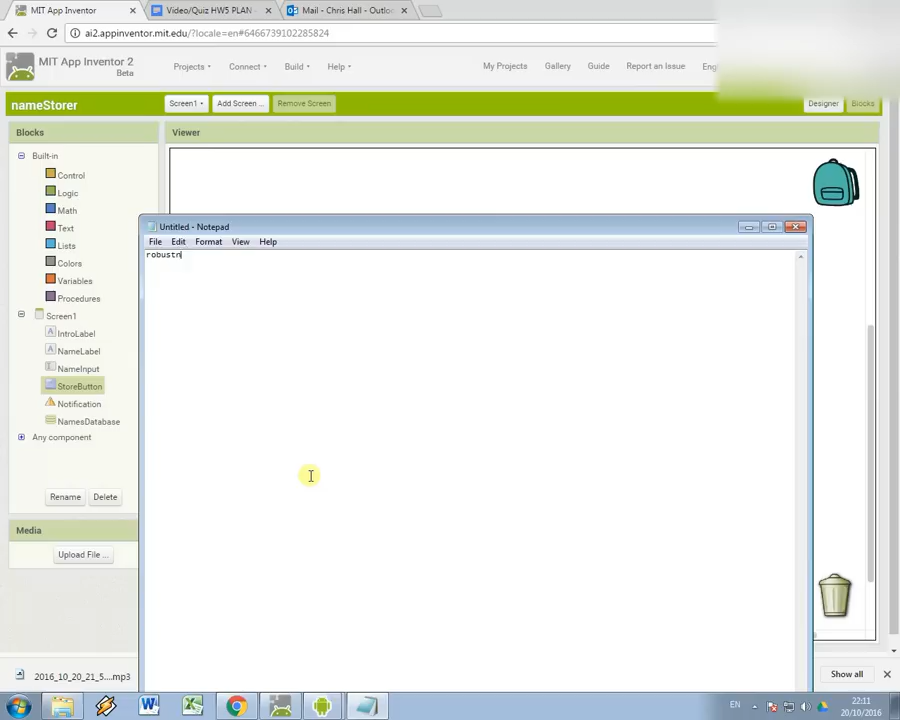 MIT App Inventor
Video/Quiz HW5 PLAN -
Mail - Chris Hall - Outloo
ai2.appinventor.mit.edu/?locale=en#6466739102285824
MIT App Inventor 2
Beta
Projects
Connect
Build
Help
My Projects
Gallery
Guide
Report an Issue
Eng
nameStorer
Screen1
Add Screen ...
Remove Screen
Designer
Blocks
Blocks
Viewer
Built-in
Control
Logic
Math
Text
Lists
Colors
Variables
Procedures
Screen1
IntroLabel
NameLabel
NameInput
StoreButton
Notification
NamesDatabase
Any component
Rename
Delete
Media
Upload File ...
Untitled - Notepad
File
Edit
Format
View
Help
robustn
2016_10_20_21_5....mp3
Show all
EN
22:11
20/10/2016